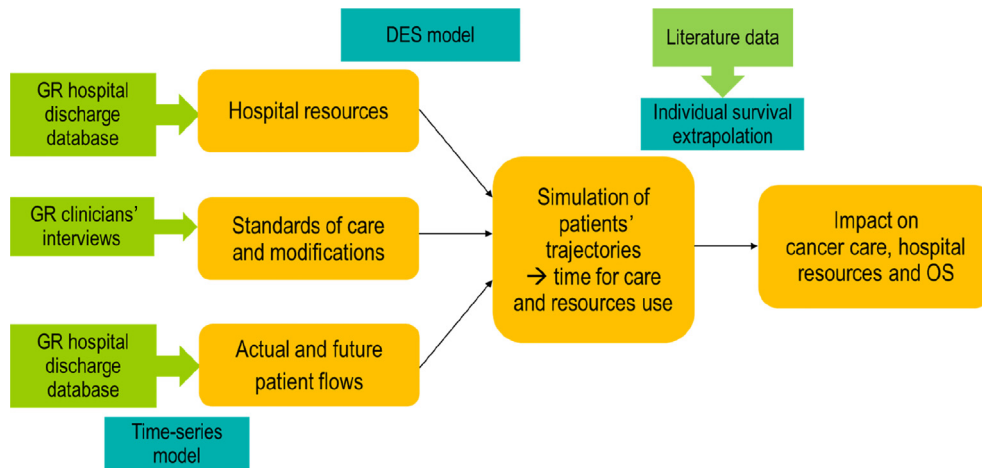 DES model
Literature data
GR hospital
discharge
database
Hospital resources
Individual survival
extrapolation
GR clinicians’
interviews
Standards of care
and modifications
Simulation of
patients’
trajectories
→ time for care
and resources use
Impact on
cancer care, hospital
resources and OS
GR hospital
discharge
database
Actual and future
patient flows
Time-series
model